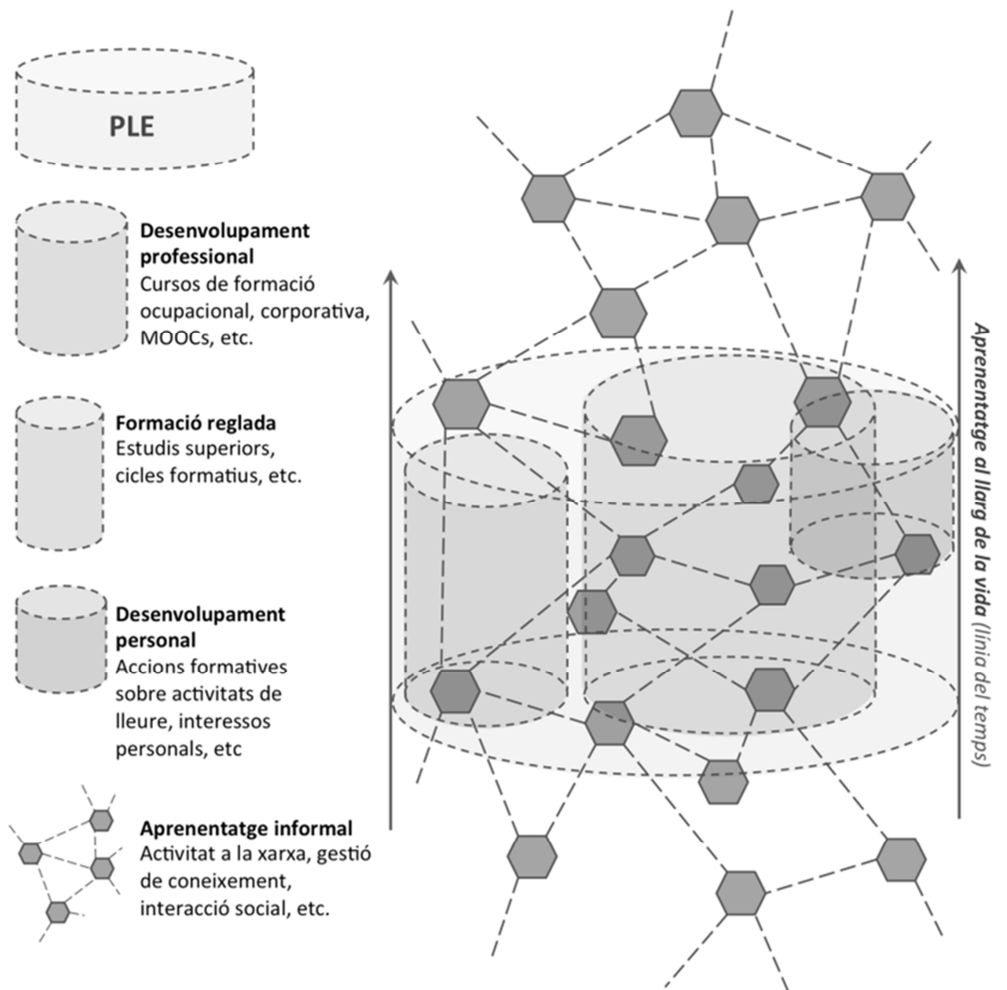 PLE
Desenvolupament
professional
Cursos de formació
ocupacional, corporativa,
MOOCs, etc.
Formació reglada
Estudis superiors,
cicles formatius, etc.
Desenvolupament
personal
Accions formatives
sobre activitats de
lleure, interessos
personals, etc
Aprenentatge informal
Activitat a la xarxa, gestió
de coneixement,
interacció social, etc.
Aprenentatge al llarg de la vida (línia del temps)